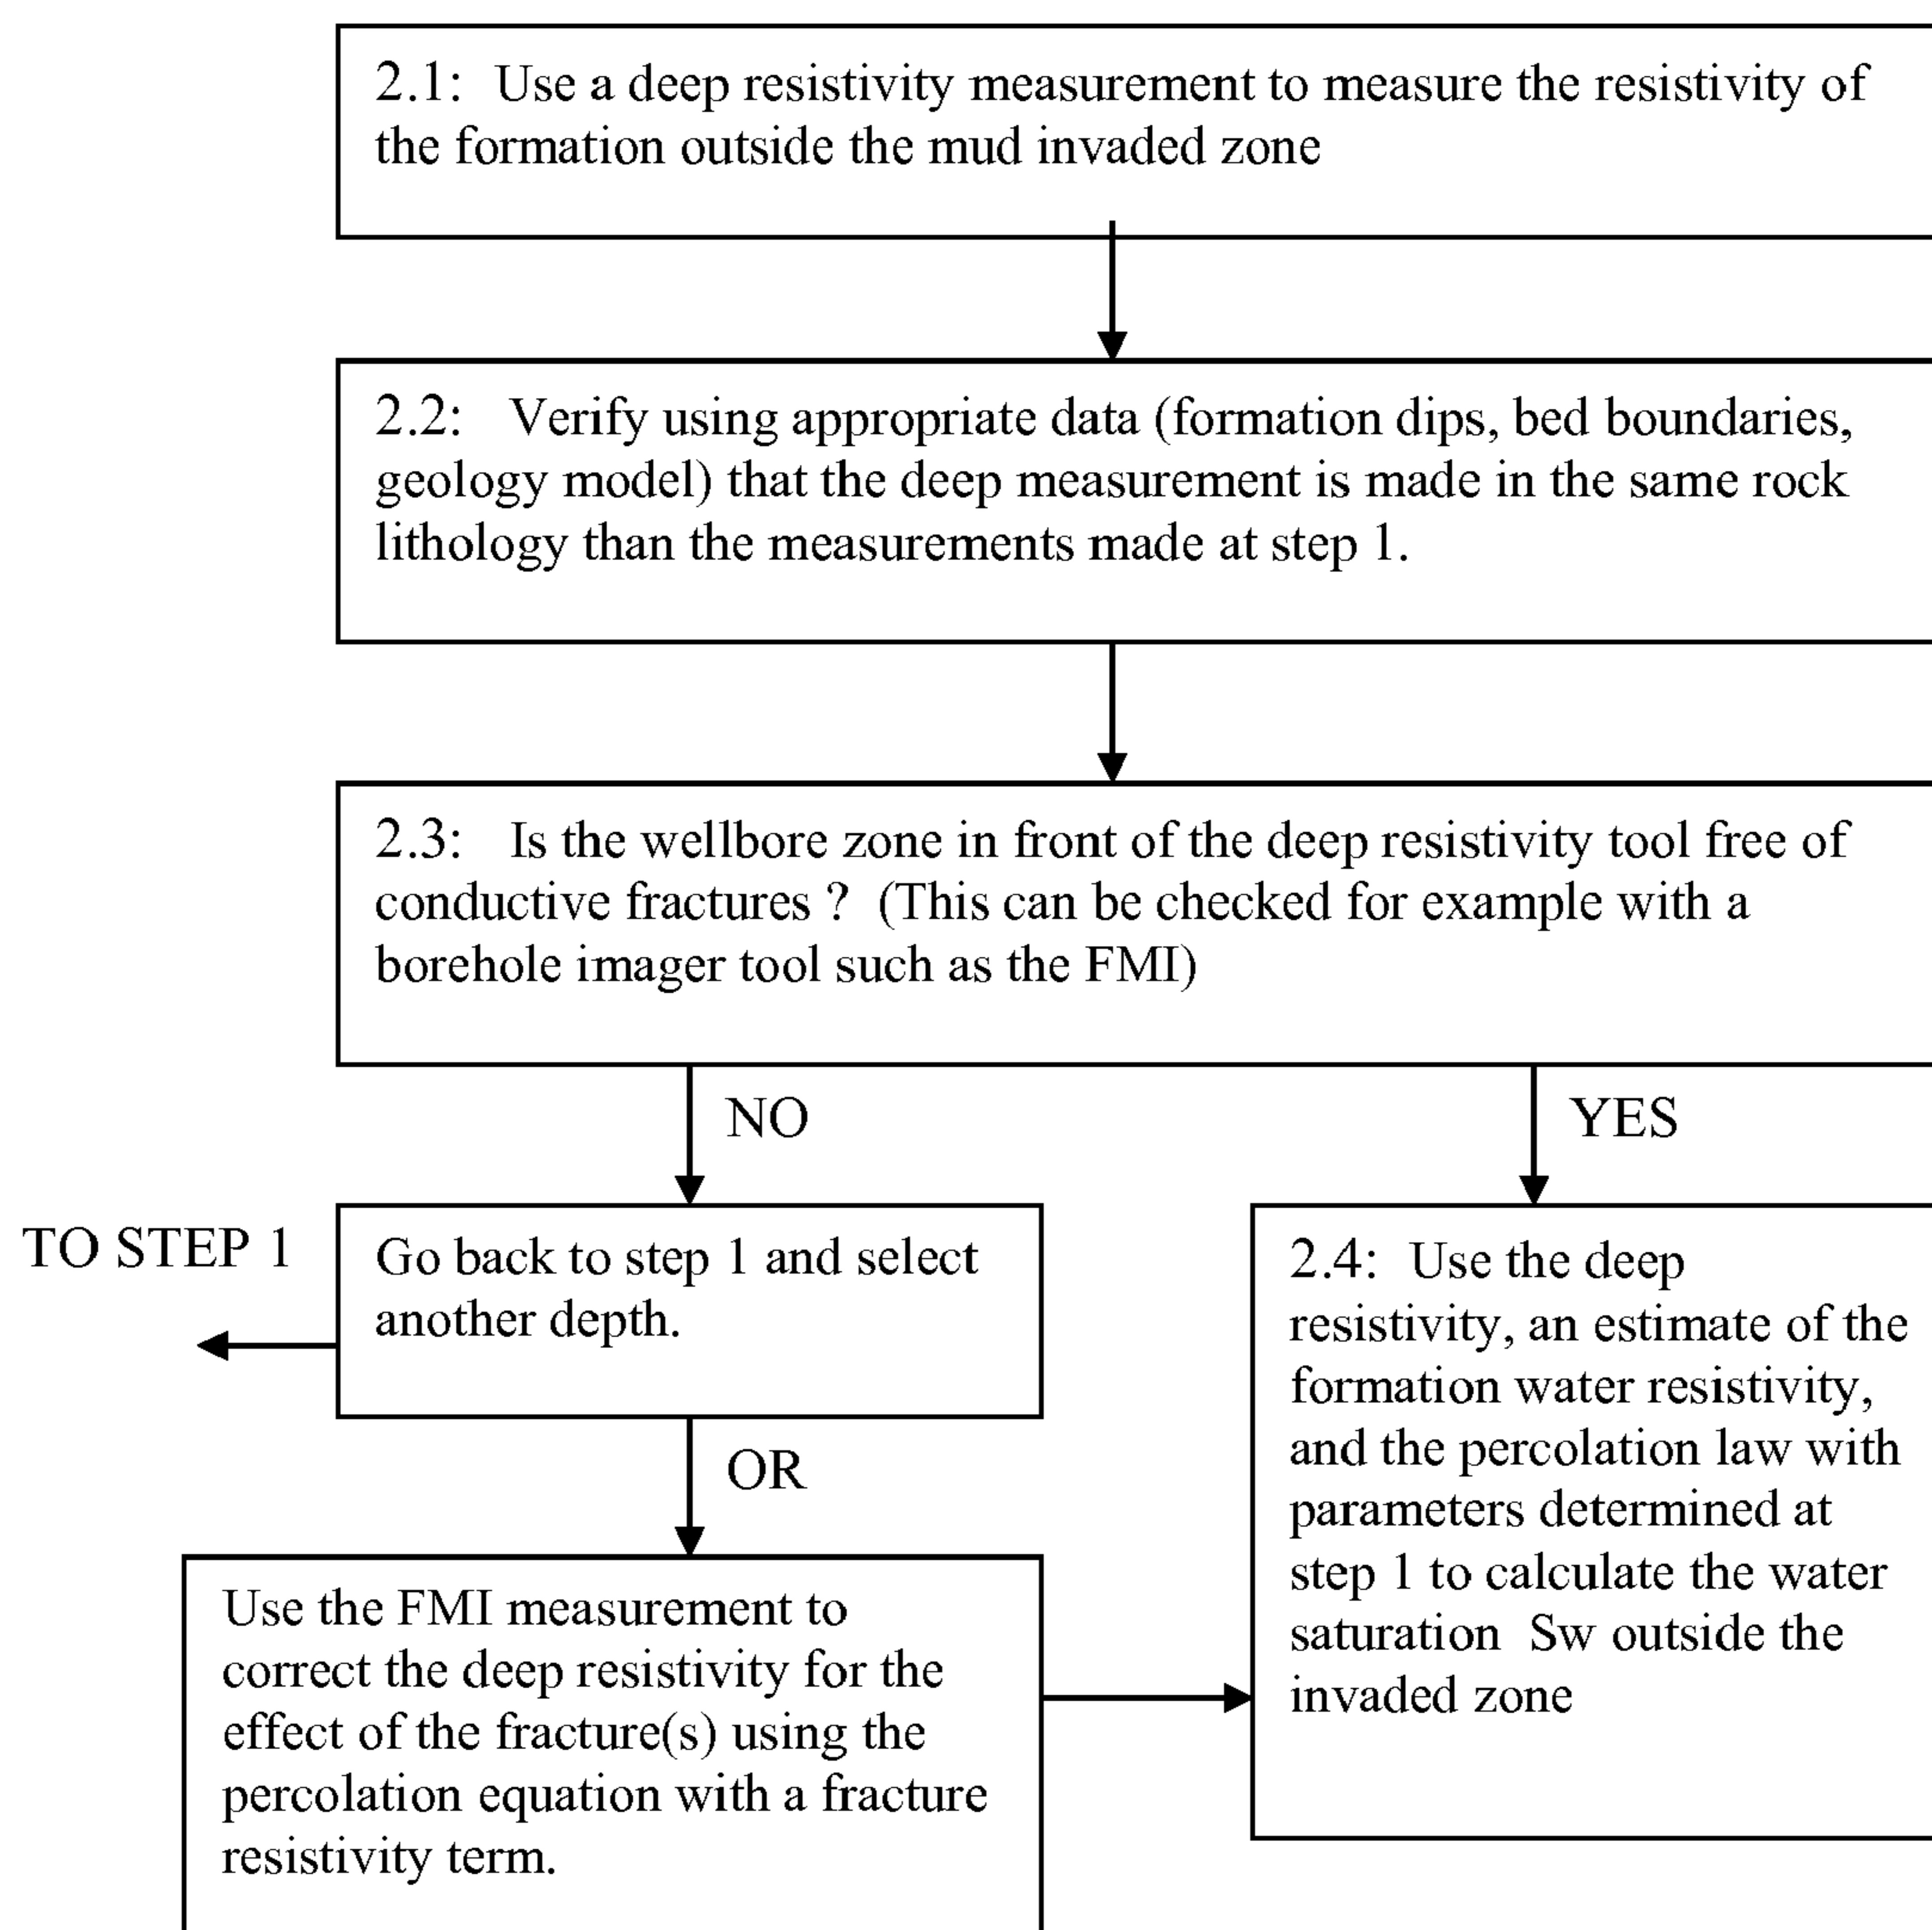 2.1: Use a deep resistivity measurement to measure the resistivity of
the formation outside the mud invaded zone
2.2: Verify using appropriate data (formation dips, bed boundaries,
geology model) that the deep measurement is made in the same rock
lithology than the measurements made at step 1.
2.3: Is the wellbore zone in front of the deep resistivity tool free of
conductive fractures ? (This can be checked for example with a
borehole imager tool such as the FMI)
NO
YES
TO STEP 1
Go back to step 1 and select
another depth.
OR
Use the FMI measurement to
correct the deep resistivity for the
effect of the fracture(s) using the
percolation equation with a fracture
resistivity term.
2.4: Use the deep
resistivity, an estimate of the
formation water resistivity,
and the percolation law with
parameters determined at
step 1 to calculate the water
saturation Sw outside the
invaded zone